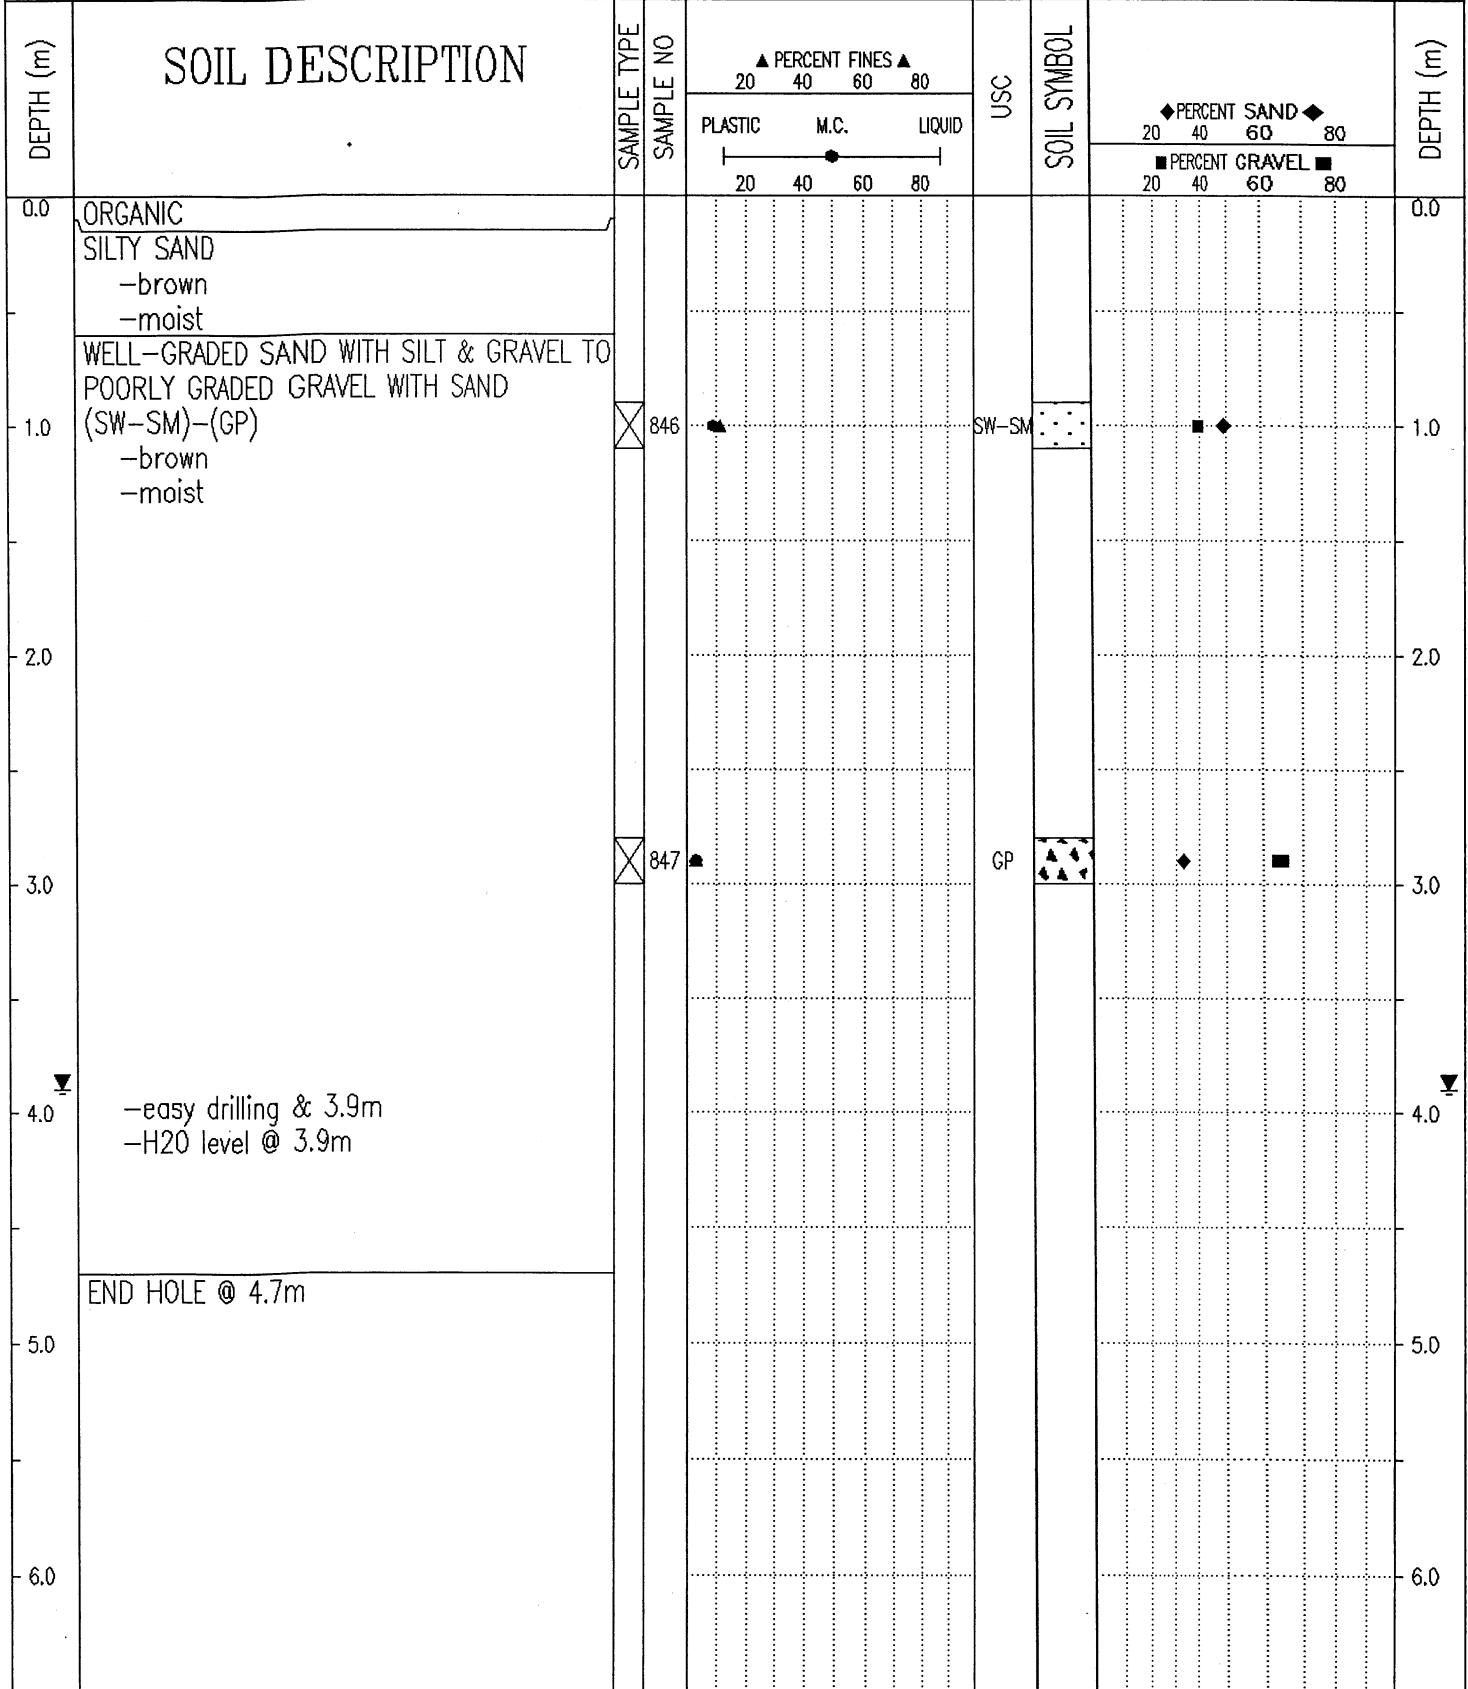 DEPTH (m)
SOIL DESCRIPTION
SAMPLE TYPE
SAMPLE NO
▲ PERCENT FINES ▲
20 40 60 80
PLASTIC M.C. LIQUID
20 40 60 80
USC
SOIL SYMBOL
◆PERCENT SAND◆
20 40 60 80
■PERCENT GRAVEL■
20 40 60 80
DEPTH (m)
0.0 ORGANIC 0.0
SILTY SAND
-brown
-moist
WELL-GRADED SAND WITH SILT & GRAVEL TO
POORLY GRADED GRAVEL WITH SAND
1.0 (SW-SM)-(GP) 846 SW-SM 1.0
-brown
-moist
2.0 2.0
847 GP
3.0 3.0
-easy drilling & 3.9m
4.0 4.0
-H20 level @ 3.9m
END HOLE @ 4.7m
5.0 5.0
6.0 6.0